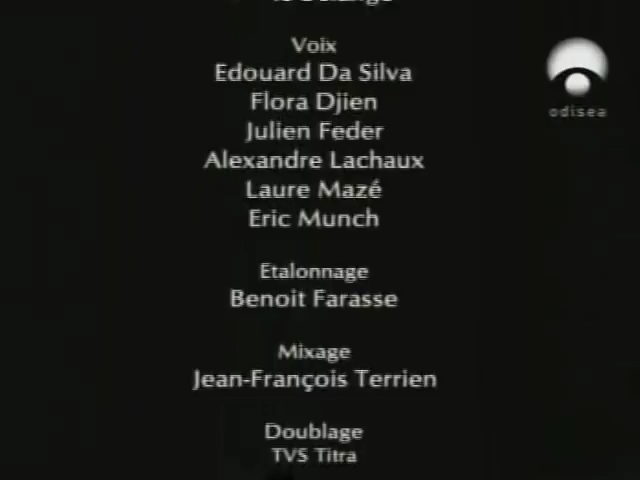 Voix
Edouard Da Silva
Flora Djien
Julien Feder
Alexandre Lachaux
Laure Mazé
Eric Munch
Etalonnage
Benoit Farasse
Mixage
Jean-François Terrien
Doublage
TVS Titra
odisea